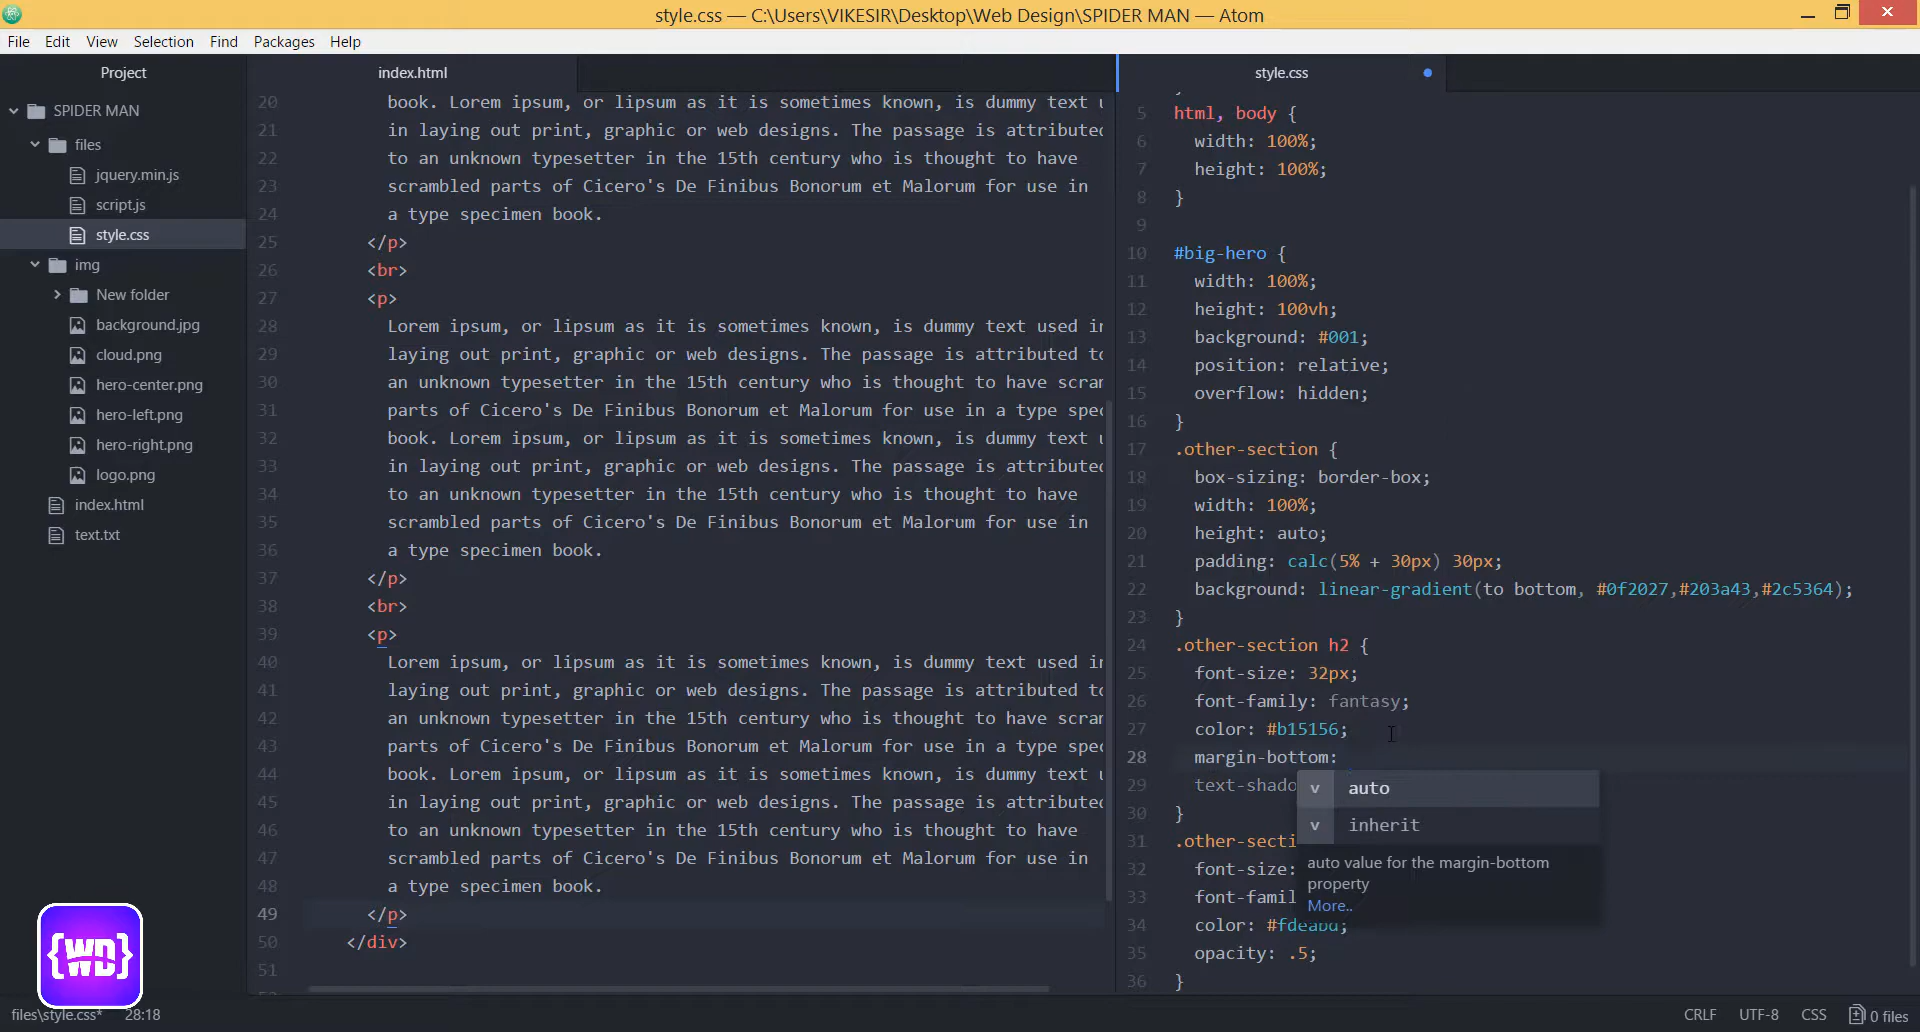 style.css — C:\Users\VIKESIR\Desktop\Web Design\SPIDER MAN — Atom
File Edit View Selection Find Packages Help
Project
SPIDER MAN
files
jquery.min.js
script.js
style.css
img
New folder
background.jpg
cloud.png
hero-center.png
hero-left.png
hero-right.png
logo.png
index.html
text.txt
{WD}
index.html
20 book. Lorem ipsum, or lipsum as it is sometimes known, is dummy text
21 in laying out print, graphic or web designs. The passage is attributed
22 to an unknown typesetter in the 15th century who is thought to have
23 scrambled parts of Cicero's De Finibus Bonorum et Malorum for use in
24 a type specimen book.
25 </p>
26 <br>
27 <p>
28 Lorem ipsum, or lipsum as it is sometimes known, is dummy text used in
29 laying out print, graphic or web designs. The passage is attributed to
30 an unknown typesetter in the 15th century who is thought to have scram
31 parts of Cicero's De Finibus Bonorum et Malorum for use in a type spec
32 book. Lorem ipsum, or lipsum as it is sometimes known, is dummy text
33 in laying out print, graphic or web designs. The passage is attributed
34 to an unknown typesetter in the 15th century who is thought to have
35 scrambled parts of Cicero's De Finibus Bonorum et Malorum for use in
36 a type specimen book.
37 </p>
38 <br>
39 <p>
40 Lorem ipsum, or lipsum as it is sometimes known, is dummy text used in
41 laying out print, graphic or web designs. The passage is attributed to
42 an unknown typesetter in the 15th century who is thought to have scram
43 parts of Cicero's De Finibus Bonorum et Malorum for use in a type spec
44 book. Lorem ipsum, or lipsum as it is sometimes known, is dummy text
45 in laying out print, graphic or web designs. The passage is attributed
46 to an unknown typesetter in the 15th century who is thought to have
47 scrambled parts of Cicero's De Finibus Bonorum et Malorum for use in
48 a type specimen book.
49 </p>
50 </div>
51
style.css
5 html, body {
6 width: 100%;
7 height: 100%;
8 }
9
10 #big-hero {
11 width: 100%;
12 height: 100vh;
13 background: #001;
14 position: relative;
15 overflow: hidden;
16 }
17 .other-section {
18 box-sizing: border-box;
19 width: 100%;
20 height: auto;
21 padding: calc(5% + 30px) 30px;
22 background: linear-gradient(to bottom, #0f2027,#203a43,#2c5364);
23 }
24 .other-section h2 {
25 font-size: 32px;
26 font-family: fantasy;
27 color: #b15156;
28 margin-bottom:
29 text-shado
30 }
31 .other-secti
32 font-size:
33 font-famil
34 color: #fdeabd;
35 opacity: .5;
36 }
v auto
v inherit
auto value for the margin-bottom
property
More..
files\style.css* 28:18
CRLF UTF-8 CSS 0 files